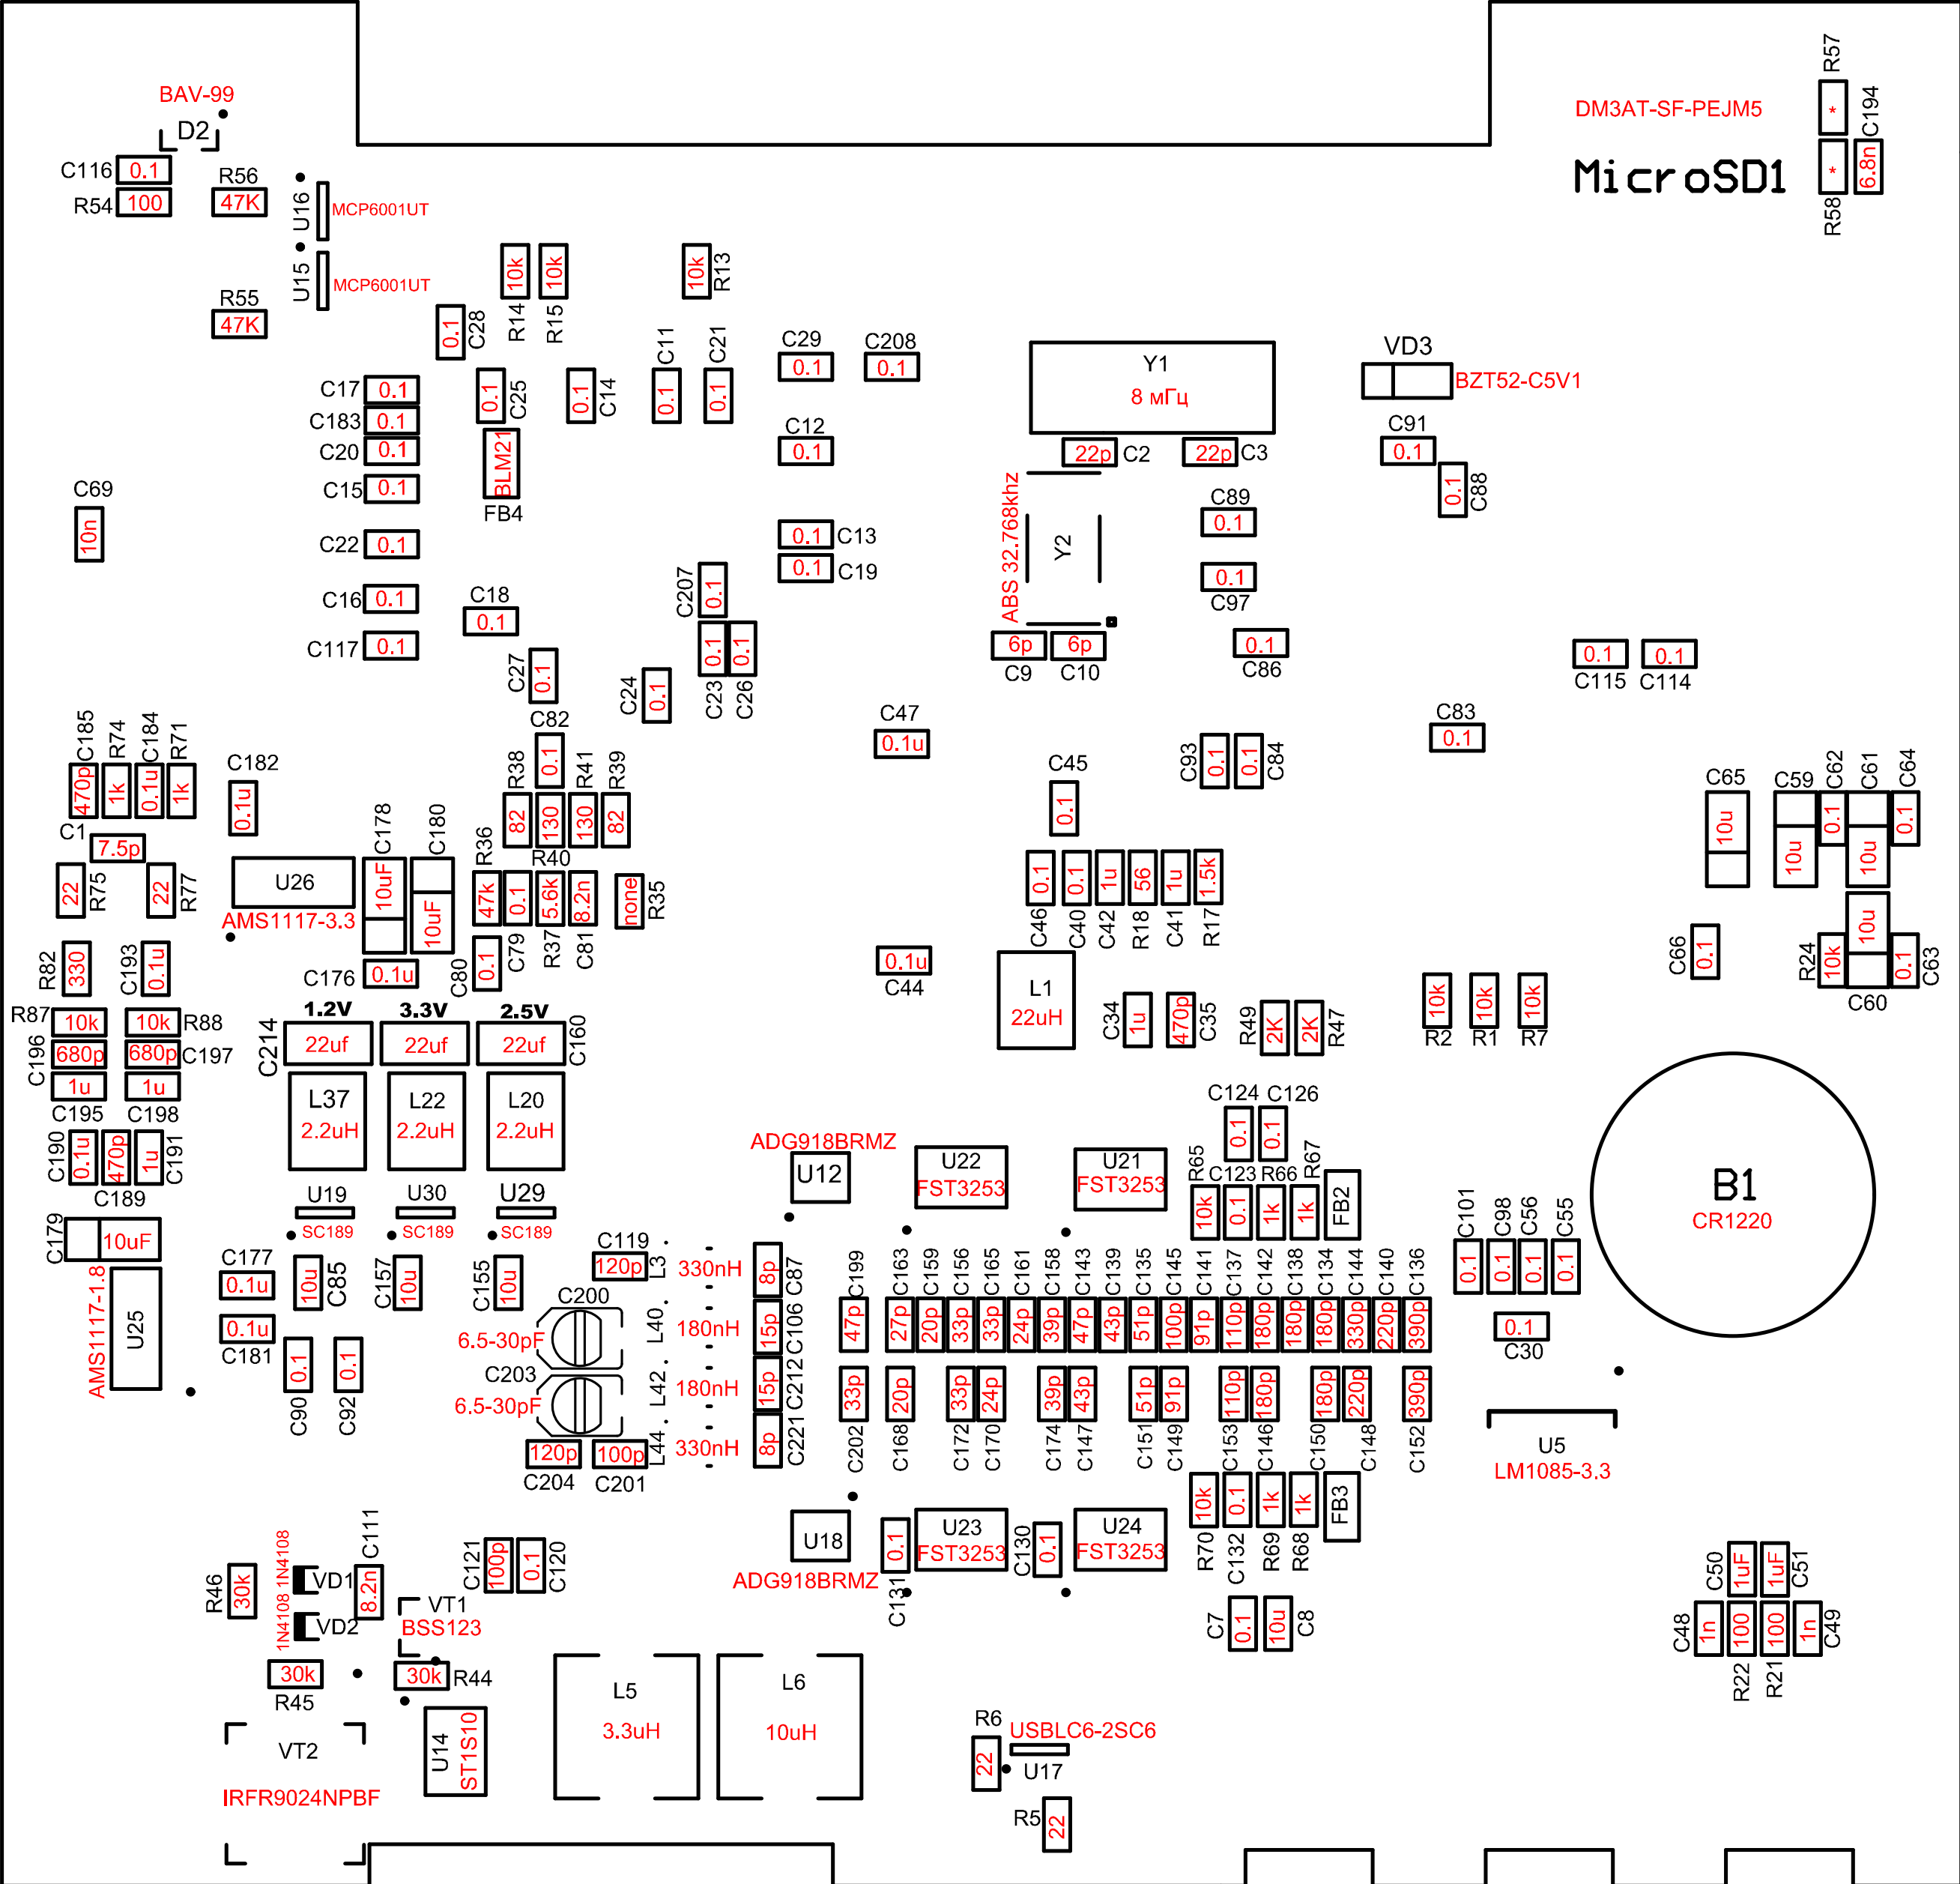 BAV-99
D2
C116 0.1
R54 100
R56
47K
U16
MCP6001UT
U15
MCP6001UT
R55
47K
DM3AT-SF-PEJM5
MicroSD1
R57
*
C194
6.8n
*
R58
10k
R14
10k
R15
10k
R13
0.1
C28
C17 0.1
C183 0.1
C20 0.1
C15 0.1
C22 0.1
C16 0.1
C117 0.1
0.1
C25
0.1
C14
C11
0.1
C21
0.1
BLM21
FB4
C29
0.1
C208
0.1
C12
0.1
0.1 C13
0.1 C19
Y1
8 мГц
22p C2
22p C3
ABS 32.768khz
Y2
6p
C9
6p
C10
VD3
BZT52-C5V1
C91
0.1
0.1
C88
C89
0.1
0.1
C97
0.1
C86
C69
10n
C18
0.1
C207
0.1
C27
0.1
C24
0.1
0.1
C23
0.1
C26
0.1
C115
0.1
C114
C47
0.1u
C83
0.1
C93
0.1
0.1
C84
C45
0.1
C185
470p
R74
1k
C184
0.1u
R71
1k
C182
0.1u
C1
7.5p
22
R75
22
R77
U26
AMS1117-3.3
C178
10uF
C180
10uF
C176 0.1u
C82
0.1
R38
82
130
R40
R41
130
R39
82
R36
47k
0.1
C79
5.6k
R37
8.2n
C81
none
R35
C80
0.1
0.1
C46
0.1
C40
1u
C42
56
R18
1u
C41
1.5k
R17
C65
10u
C59
10u
C62
0.1
C61
10u
C64
0.1
C66
0.1
R24
10k
10u
C60
0.1
C63
R82
330
C193
0.1u
R87 10k
10k R88
C196 680p
680p C197
1u
C195
1u
C198
C190
0.1u
470p
C189
1u
C191
0.1u
C44
L1
22uH
C34
1u
470p
C35
R49
2K
2K
R47
10k
R2
10k
R1
10k
R7
1.2V
3.3V
2.5V
C214
22uf
22uf
22uf
C160
L37
2.2uH
L22
2.2uH
L20
2.2uH
U19
SC189
U30
SC189
U29
SC189
C179
10uF
AMS1117-1.8
U25
C177
0.1u
0.1u
C181
10u
C85
C157
10u
C155
10u
0.1
C90
0.1
C92
ADG918BRMZ
U12
U22
FST3253
U21
FST3253
C124
0.1
C126
0.1
R65
10k
C123
0.1
R66
1k
R67
1k
FB2
B1
CR1220
C101
0.1
C98
0.1
C56
0.1
C55
0.1
0.1
C30
C119
120p
L3
330nH
8p
C87
C200
6.5-30pF
L40
180nH
15p
C106
C203
6.5-30pF
L42
180nH
15p
C212
120p
C204
100p
C201
L44
330nH
8p
C221
C199
47p
C163
27p
C159
20p
C156
33p
C165
33p
C161
24p
C158
39p
C143
47p
C139
43p
C135
51p
C145
100p
C141
91p
C137
110p
C142
180p
C138
180p
C134
180p
C144
330p
C140
220p
C136
390p
33p
C202
20p
C168
33p
C172
24p
C170
39p
C174
43p
C147
51p
C151
91p
C149
110p
C153
180p
C146
180p
C150
220p
C148
390p
C152
U5
LM1085-3.3
U18
ADG918BRMZ
0.1
C131
U23
FST3253
C130
0.1
U24
FST3253
10k
R70
0.1
C132
1k
R69
1k
R68
FB3
C7
0.1
10u
C8
R46
30k
1N4108
VD1
1N4108
VD2
C111
8.2n
VT1
BSS123
C121
100p
0.1
C120
30k
R45
30k R44
VT2
IRFR9024NPBF
U14
ST1S10
L5
3.3uH
L6
10uH
R6
22
USBLC6-2SC6
U17
R5 22
C50
1uF
1uF
C51
C48
1n
100
R22
100
R21
1n
C49